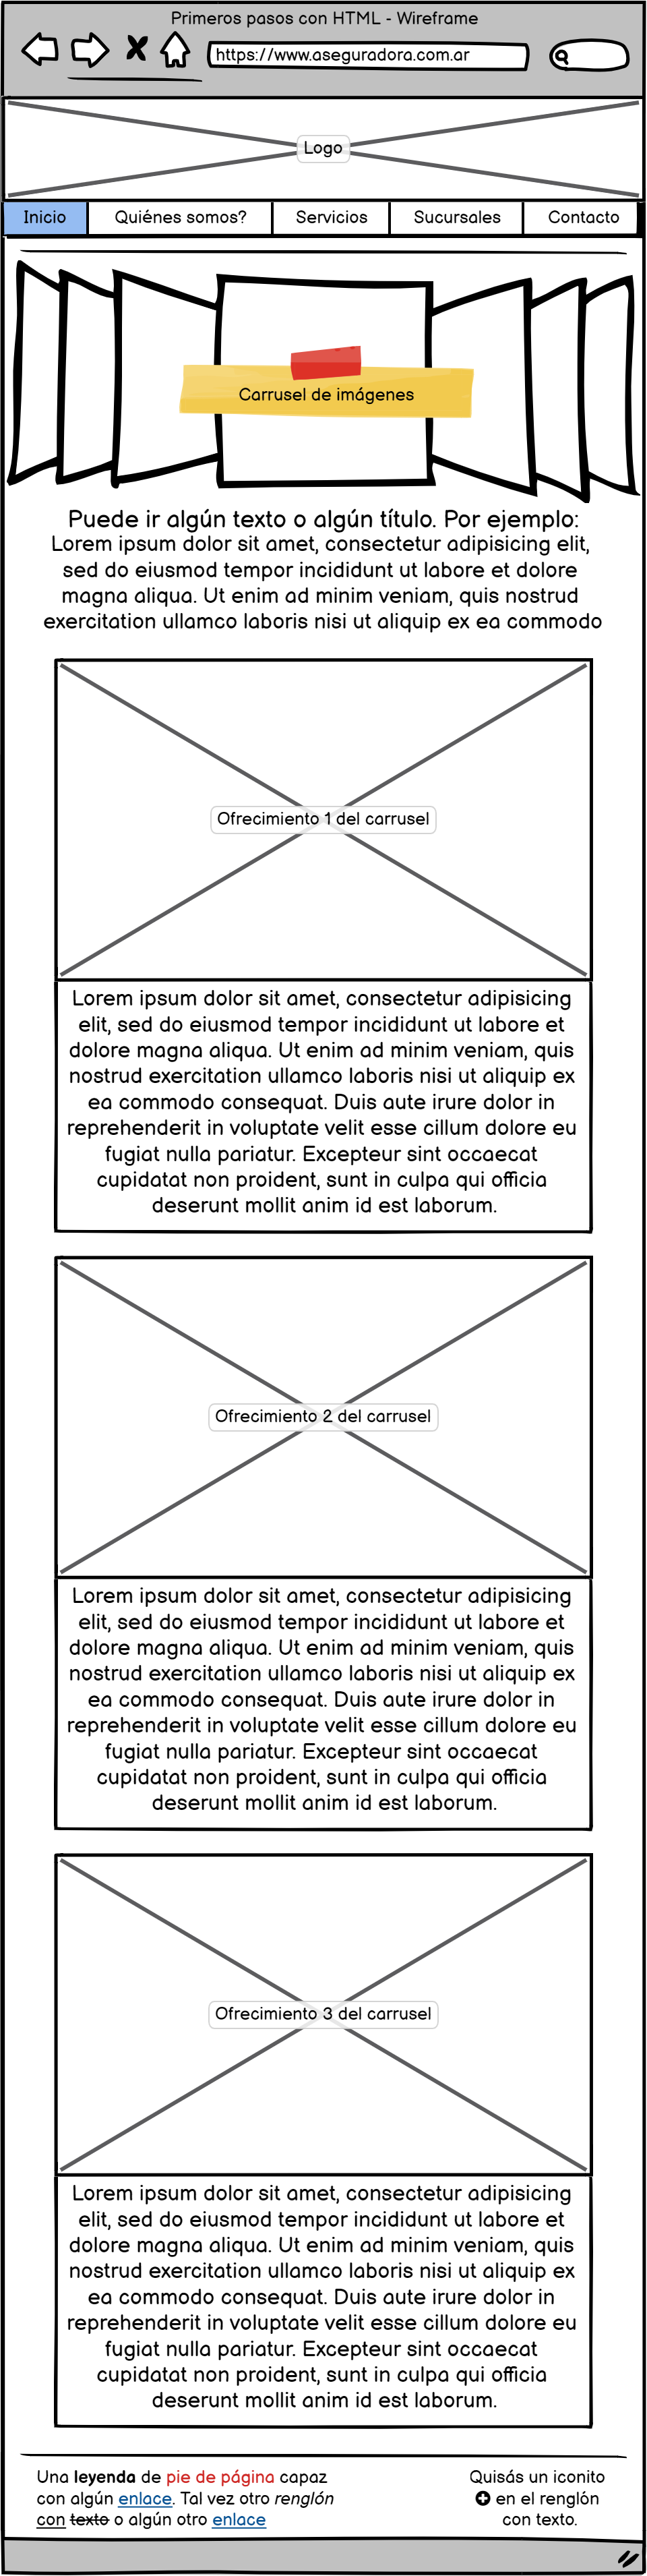 Primeros pasos con HTML - Wireframe
https://www.aseguradora.com.ar
Logo
Inicio Quiénes somos? Servicios Sucursales Contacto
Carrusel de imágenes
Puede ir algún texto o algún título. Por ejemplo:
Lorem ipsum dolor sit amet, consectetur adipisicing elit,
sed do eiusmod tempor incididunt ut labore et dolore
magna aliqua. Ut enim ad minim veniam, quis nostrud
exercitation ullamco laboris nisi ut aliquip ex ea commodo
Ofrecimiento 1 del carrusel
Lorem ipsum dolor sit amet, consectetur adipisicing
elit, sed do eiusmod tempor incididunt ut labore et
dolore magna aliqua. Ut enim ad minim veniam, quis
nostrud exercitation ullamco laboris nisi ut aliquip ex
ea commodo consequat. Duis aute irure dolor in
reprehenderit in voluptate velit esse cillum dolore eu
fugiat nulla pariatur. Excepteur sint occaecat
cupidatat non proident, sunt in culpa qui officia
deserunt mollit anim id est laborum.
Ofrecimiento 2 del carrusel
Lorem ipsum dolor sit amet, consectetur adipisicing
elit, sed do eiusmod tempor incididunt ut labore et
dolore magna aliqua. Ut enim ad minim veniam, quis
nostrud exercitation ullamco laboris nisi ut aliquip ex
ea commodo consequat. Duis aute irure dolor in
reprehenderit in voluptate velit esse cillum dolore eu
fugiat nulla pariatur. Excepteur sint occaecat
cupidatat non proident, sunt in culpa qui officia
deserunt mollit anim id est laborum.
Ofrecimiento 3 del carrusel
Lorem ipsum dolor sit amet, consectetur adipisicing
elit, sed do eiusmod tempor incididunt ut labore et
dolore magna aliqua. Ut enim ad minim veniam, quis
nostrud exercitation ullamco laboris nisi ut aliquip ex
ea commodo consequat. Duis aute irure dolor in
reprehenderit in voluptate velit esse cillum dolore eu
fugiat nulla pariatur. Excepteur sint occaecat
cupidatat non proident, sunt in culpa qui officia
deserunt mollit anim id est laborum.
Una leyenda de pie de página capaz
con algún enlace. Tal vez otro renglón
con texto o algún otro enlace
Quisás un iconito
en el renglón
con texto.